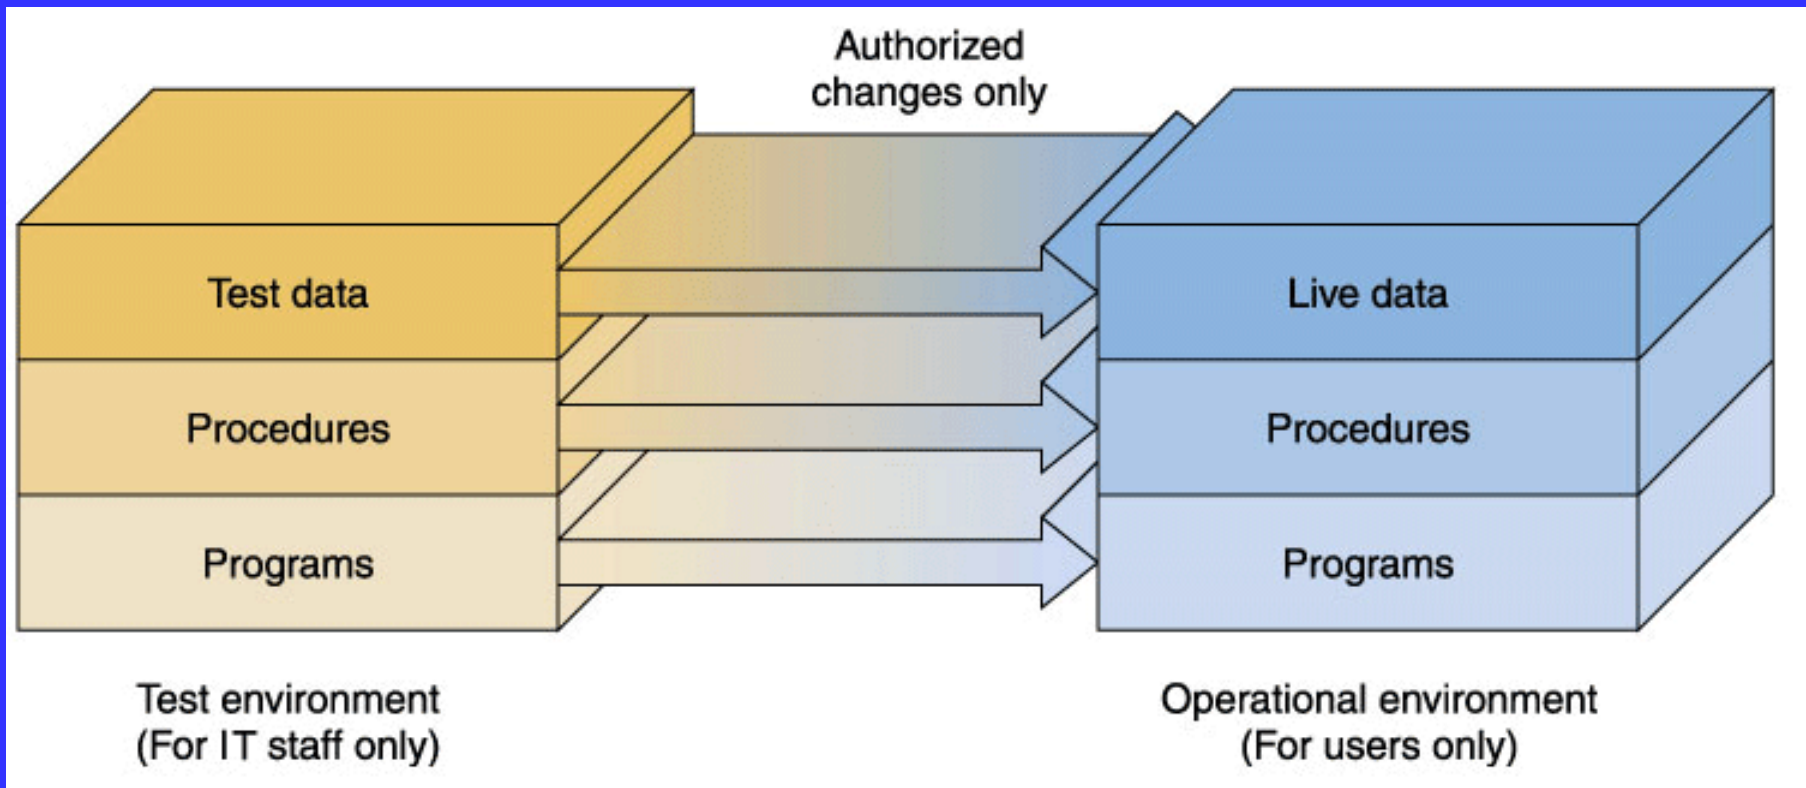 Authorized
changes only
Test data
Live data
Procedures
Procedures
Programs
Programs
Test environment
(For IT staff only)
Operational environment
(For users only)